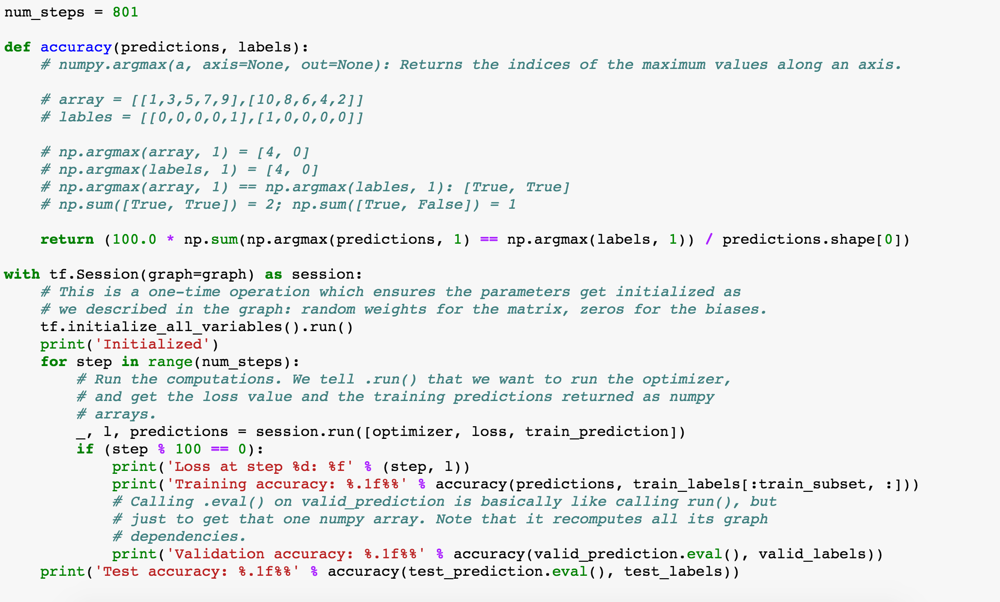 num_steps = 801
def accuracy(predictions, labels):
# numpy.argmax(a, axis=None, out=None): Returns the indices of the maximum values along an axis.
# array = [[1,3,5,7,9],[10,8,6,4,2]]
# lables = [[0,0,0,0,1],[1,0,0,0,0]]
# np.argmax(array, 1) = [4, 0]
# np.argmax(labels, 1) = [4, 0]
# np.argmax(array, 1) == np.argmax(lables, 1): [True, True]
# np.sum([True, True]) = 2; np.sum([True, False]) = 1
return (100.0 * np.sum(np.argmax(predictions, 1) == np.argmax(labels, 1)) / predictions.shape[0])
with tf.Session(graph=graph) as session:
# This is a one-time operation which ensures the parameters get initialized as
# we described in the graph: random weights for the matrix, zeros for the biases.
tf.initialize_all_variables().run()
print('Initialized')
for step in range(num_steps):
# Run the computations. We tell .run() that we want to run the optimizer,
# and get the loss value and the training predictions returned as numpy
# arrays.
_, l, predictions = session.run([optimizer, loss, train_prediction])
if (step % 100 == 0):
print('Loss at step %d: %f' % (step, l))
print('Training accuracy: %.1f%%' % accuracy(predictions, train_labels[:train_subset, :]))
# Calling .eval() on valid_prediction is basically like calling run(), but
# just to get that one numpy array. Note that it recomputes all its graph
# dependencies.
print('Validation accuracy: %.1f%%' % accuracy(valid_prediction.eval(), valid_labels))
print('Test accuracy: %.1f%%' % accuracy(test_prediction.eval(), test_labels))